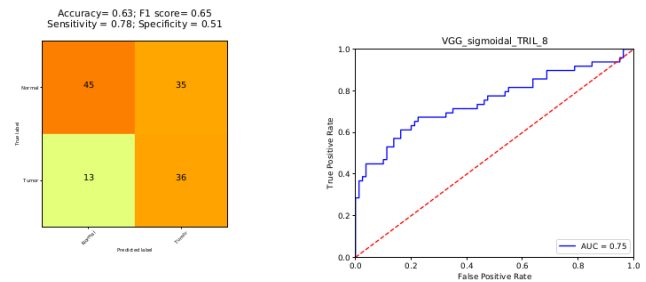 Accuracy= 0.63; F1 score= 0.65
Sensitivity = 0.78; Specificity = 0.51
True label
Normal
45
35
Tumor
13
36
Normal
Tumor
Predicted label
VGG_sigmoidal_TRIL_8
True Positive Rate
1.0
0.8
0.6
0.4
0.2
0.0
AUC = 0.75
0.0 0.2 0.4 0.6 0.8 1.0
False Positive Rate